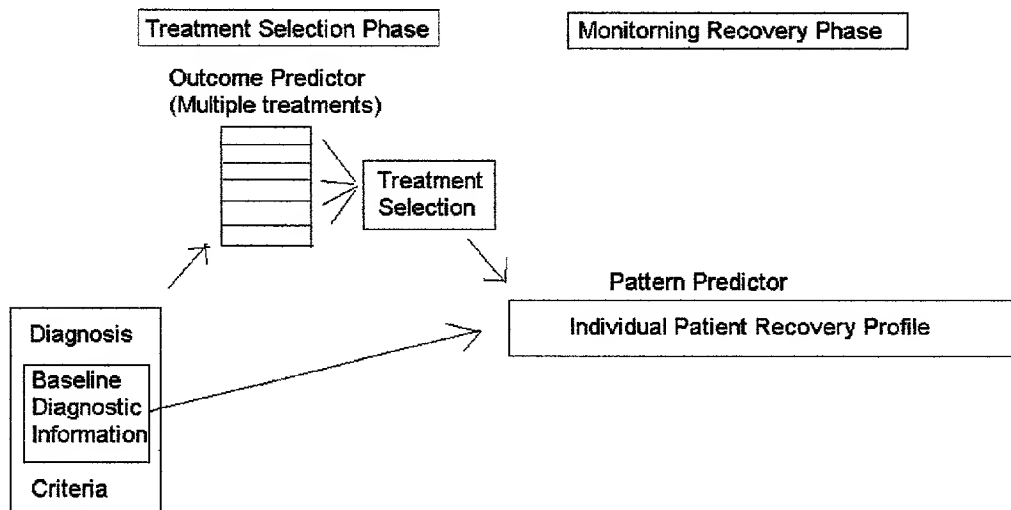 Treatment Selection Phase
Monitorning Recovery Phase
Outcome Predictor
(Multiple treatments)
Treatment
Selection
Pattern Predictor
Individual Patient Recovery Profile
Diagnosis
Baseline
Diagnostic
Information
Criteria